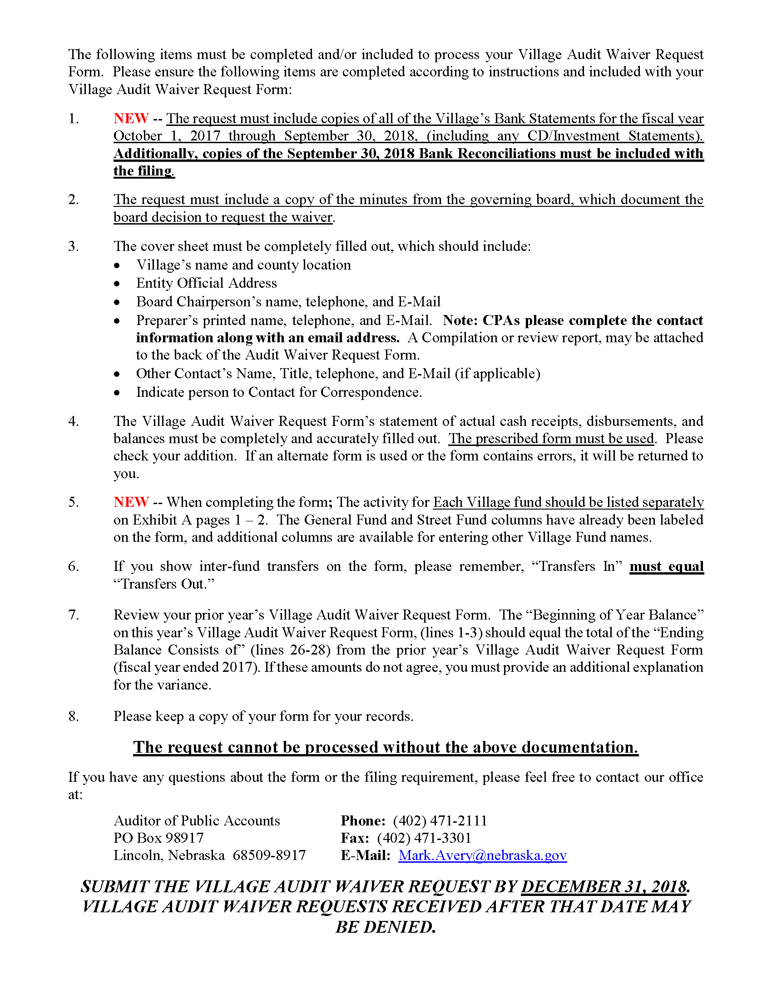 The following items must be completed and/or included to process your Village Audit Waiver Request
Form.  Please ensure the following items are completed according to instructions and included with your
Village Audit Waiver Request Form:
1. NEW -- The request must include copies of all of the Village’s Bank Statements for the fiscal year
October 1, 2017 through September 30, 2018, (including any CD/Investment Statements).
Additionally, copies of the September 30, 2018 Bank Reconciliations must be included with
the filing.
2. The request must include a copy of the minutes from the governing board, which document the
board decision to request the waiver.
3. The cover sheet must be completely filled out, which should include:
• Village’s name and county location
• Entity Official Address
• Board Chairperson’s name, telephone, and E-Mail
• Preparer’s printed name, telephone, and E-Mail.  Note: CPAs please complete the contact
information along with an email address.  A Compilation or review report, may be attached
to the back of the Audit Waiver Request Form.
• Other Contact’s Name, Title, telephone, and E-Mail (if applicable)
• Indicate person to Contact for Correspondence.
4. The Village Audit Waiver Request Form’s statement of actual cash receipts, disbursements, and
balances must be completely and accurately filled out.  The prescribed form must be used.  Please
check your addition.  If an alternate form is used or the form contains errors, it will be returned to
you.
5. NEW -- When completing the form; The activity for Each Village fund should be listed separately
on Exhibit A pages 1 – 2.  The General Fund and Street Fund columns have already been labeled
on the form, and additional columns are available for entering other Village Fund names.
6. If you show inter-fund transfers on the form, please remember, “Transfers In” must equal
“Transfers Out.”
7. Review your prior year’s Village Audit Waiver Request Form.  The “Beginning of Year Balance”
on this year’s Village Audit Waiver Request Form, (lines 1-3) should equal the total of the “Ending
Balance Consists of” (lines 26-28) from the prior year’s Village Audit Waiver Request Form
(fiscal year ended 2017). If these amounts do not agree, you must provide an additional explanation
for the variance.
8. Please keep a copy of your form for your records.
The request cannot be processed without the above documentation.
If you have any questions about the form or the filing requirement, please feel free to contact our office
at:
Auditor of Public Accounts Phone:  (402) 471-2111
PO Box 98917 Fax:  (402) 471-3301
Lincoln, Nebraska  68509-8917 E-Mail:  Mark.Avery@nebraska.gov
SUBMIT THE VILLAGE AUDIT WAIVER REQUEST BY DECEMBER 31, 2018.
VILLAGE AUDIT WAIVER REQUESTS RECEIVED AFTER THAT DATE MAY
BE DENIED.